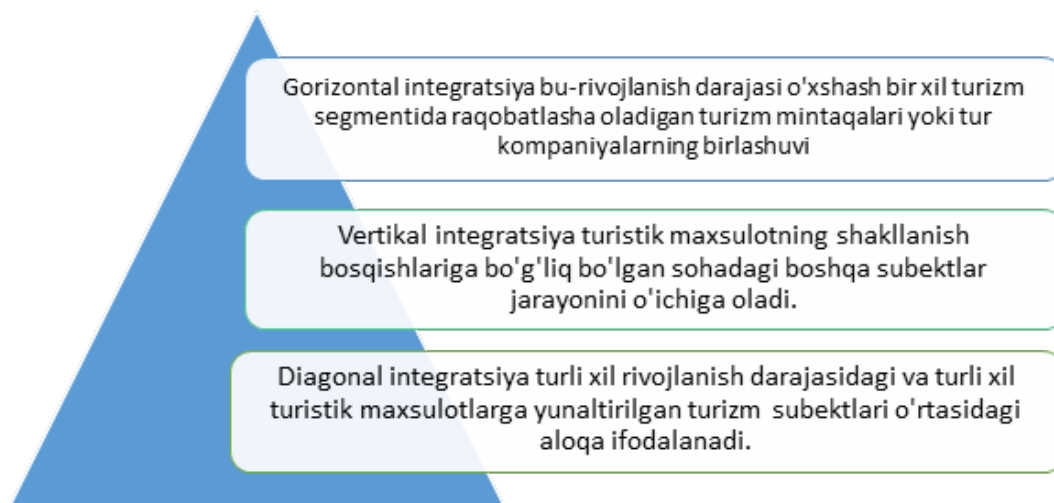 Gorizontal integratsiya bu-rivojlanish darajasi o'xshash bir xil turizm
segmentida raqobatlasha oladigan turizm mintaqalari yoki tur
kompaniyalarning birlashuvi
Vertikal integratsiya turistik maxsulotning shakllanish
bosqishlariga bo'g'liq bo'lgan sohadagi boshqa subektlar
jarayonini o'ichiga oladi.
Diagonal integratsiya turli xil rivojlanish darajasidagi va turli xil
turistik maxsulotlarga yunaltirilgan turizm subektlari o'rtasidagi
aloqa ifodalanadi.